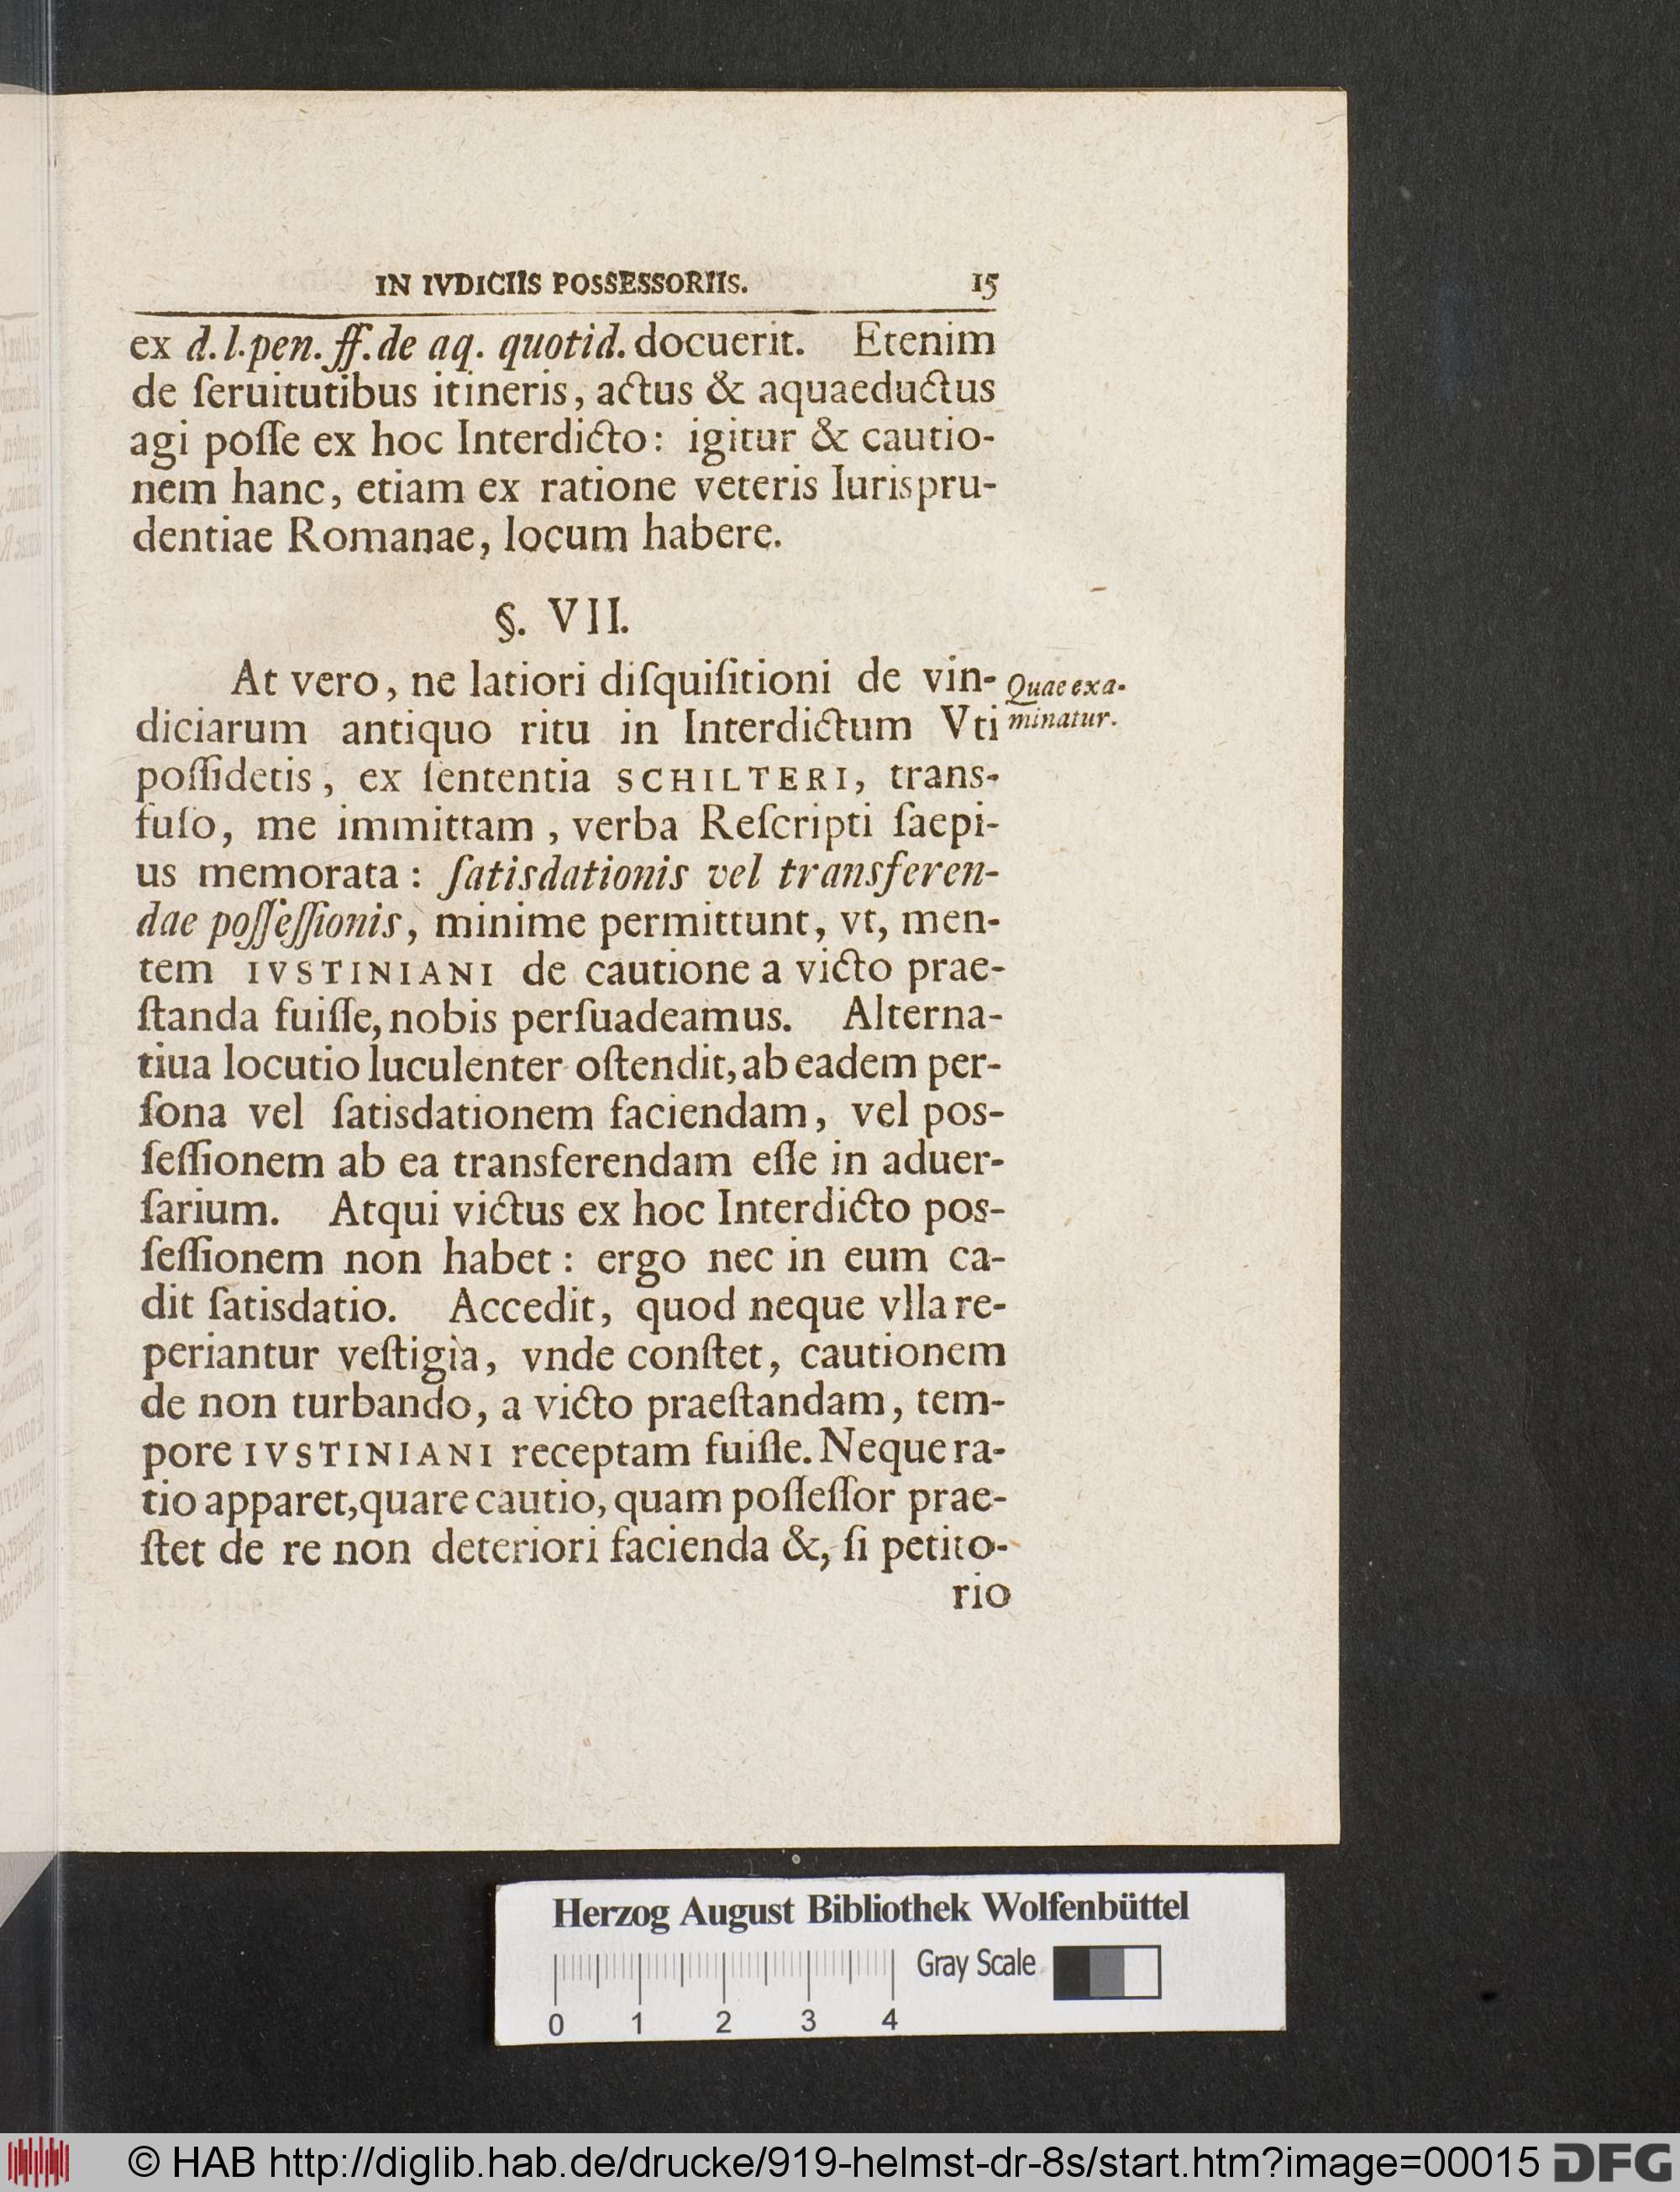 IN IVDICIIS POSSESSORIIS. 15
ex d. l. pen. ff. de aq. quotid. docuerit. Etenim
de ſeruitutibus itineris, actus & aquaeductus
agi poſſe ex hoc Interdicto: igitur & cautio-
nem hanc, etiam ex ratione veteris Iurispru-
dentiae Romanae, locum habere.
§. VII.
At vero, ne latiori diſquiſitioni de vin-
diciarum antiquo ritu in Interdictum Vti
poſſidetis, ex ſententia SCHILTERI, trans-
fuſo, me immittam, verba Reſcripti ſaepi-
us memorata: ſatisdationis vel transferen-
dae poſſeſſionis, minime permittunt, vt, men-
tem IVSTINIANI de cautione a victo prae-
ſtanda fuiſſe, nobis perſuadeamus. Alterna-
tiua locutio luculenter oſtendit, ab eadem per-
ſona vel ſatisdationem faciendam, vel pos-
ſeſſionem ab ea transferendam eſſe in aduer-
ſarium. Atqui victus ex hoc Interdicto pos-
ſeſſionem non habet: ergo nec in eum ca-
dit ſatisdatio. Accedit, quod neque vlla re-
periantur veſtigia, vnde conſtet, cautionem
de non turbando, a victo praeſtandam, tem-
pore IVSTINIANI receptam fuiſſe. Neque ra-
tio apparet, quare cautio, quam poſſeſſor prae-
ſtet de re non deteriori facienda &, ſi petito-
rio
Quae exa-
minatur.
Herzog August Bibliothek Wolfenbüttel
Gray Scale
0 1 2 3 4
© HAB http://diglib.hab.de/drucke/919-helmst-dr-8s/start.htm?image=00015 DFG